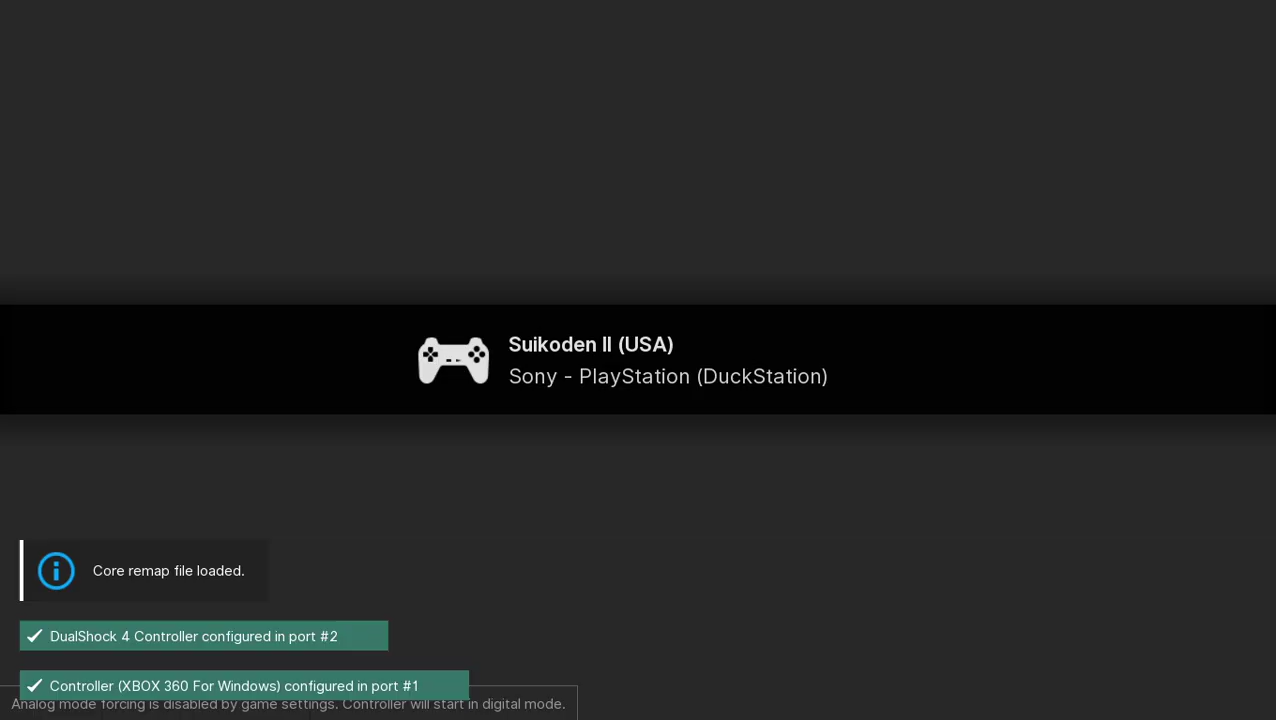 Suikoden II (USA)
Sony - PlayStation (DuckStation)
Core remap file loaded.
DualShock 4 Controller configured in port #2
Controller (XBOX 360 For Windows) configured in port #1
Analog mode forcing is disabled by game settings. Controller will start in digital mode.